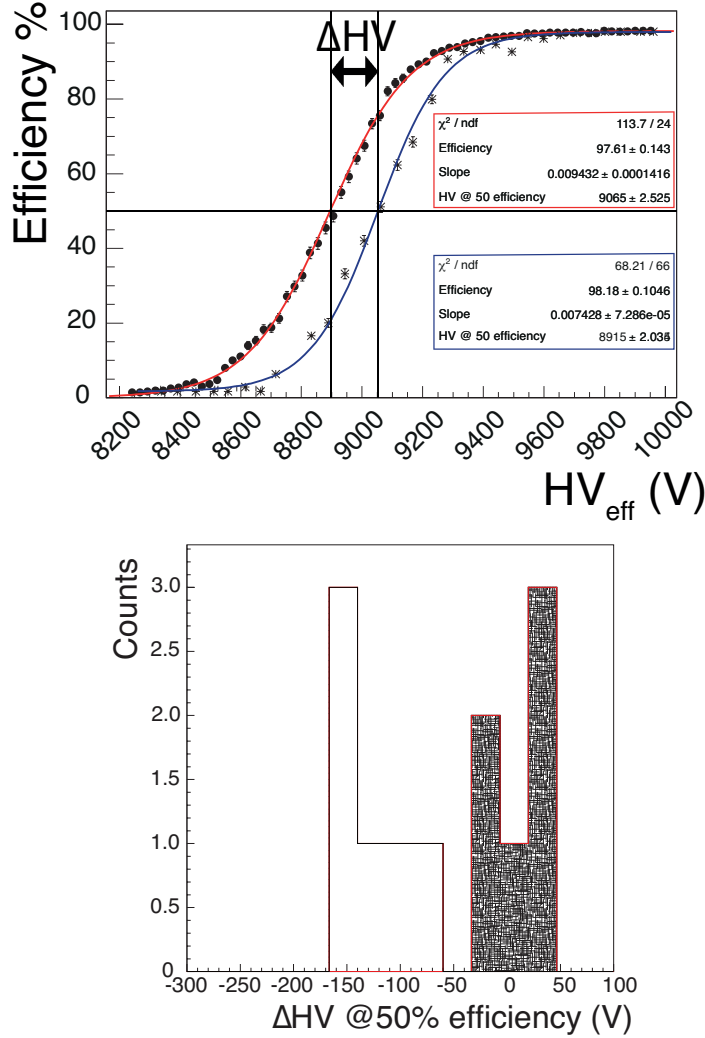 ΔHV
Efficiency %
100
80
60
40
20
0
χ² / ndf 113.7 / 24
Efficiency 97.61 ± 0.143
Slope 0.009432 ± 0.0001416
HV @ 50 efficiency 9065 ± 2.525
χ² / ndf 68.21 / 66
Efficiency 98.18 ± 0.1046
Slope 0.007428 ± 7.286e-05
HV @ 50 efficiency 8915 ± 2.035
8200 8400 8600 8800 9000 9200 9400 9600 9800 10000
HV_eff (V)
Counts
3.0
2.5
2.0
1.5
1.0
0.5
0
-300 -250 -200 -150 -100 -50 0 50 100
ΔHV @50% efficiency (V)